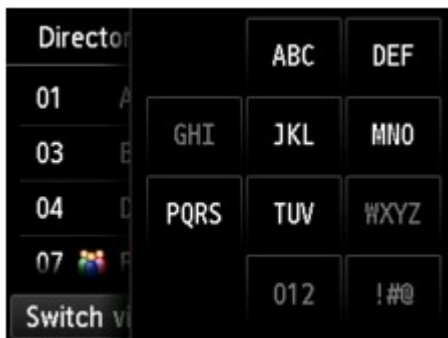 Director
01 A
03 E
04 D
07 F
Switch vi
ABC DEF
GHI JKL MNO
PQRS TUV WXYZ
012 !#@